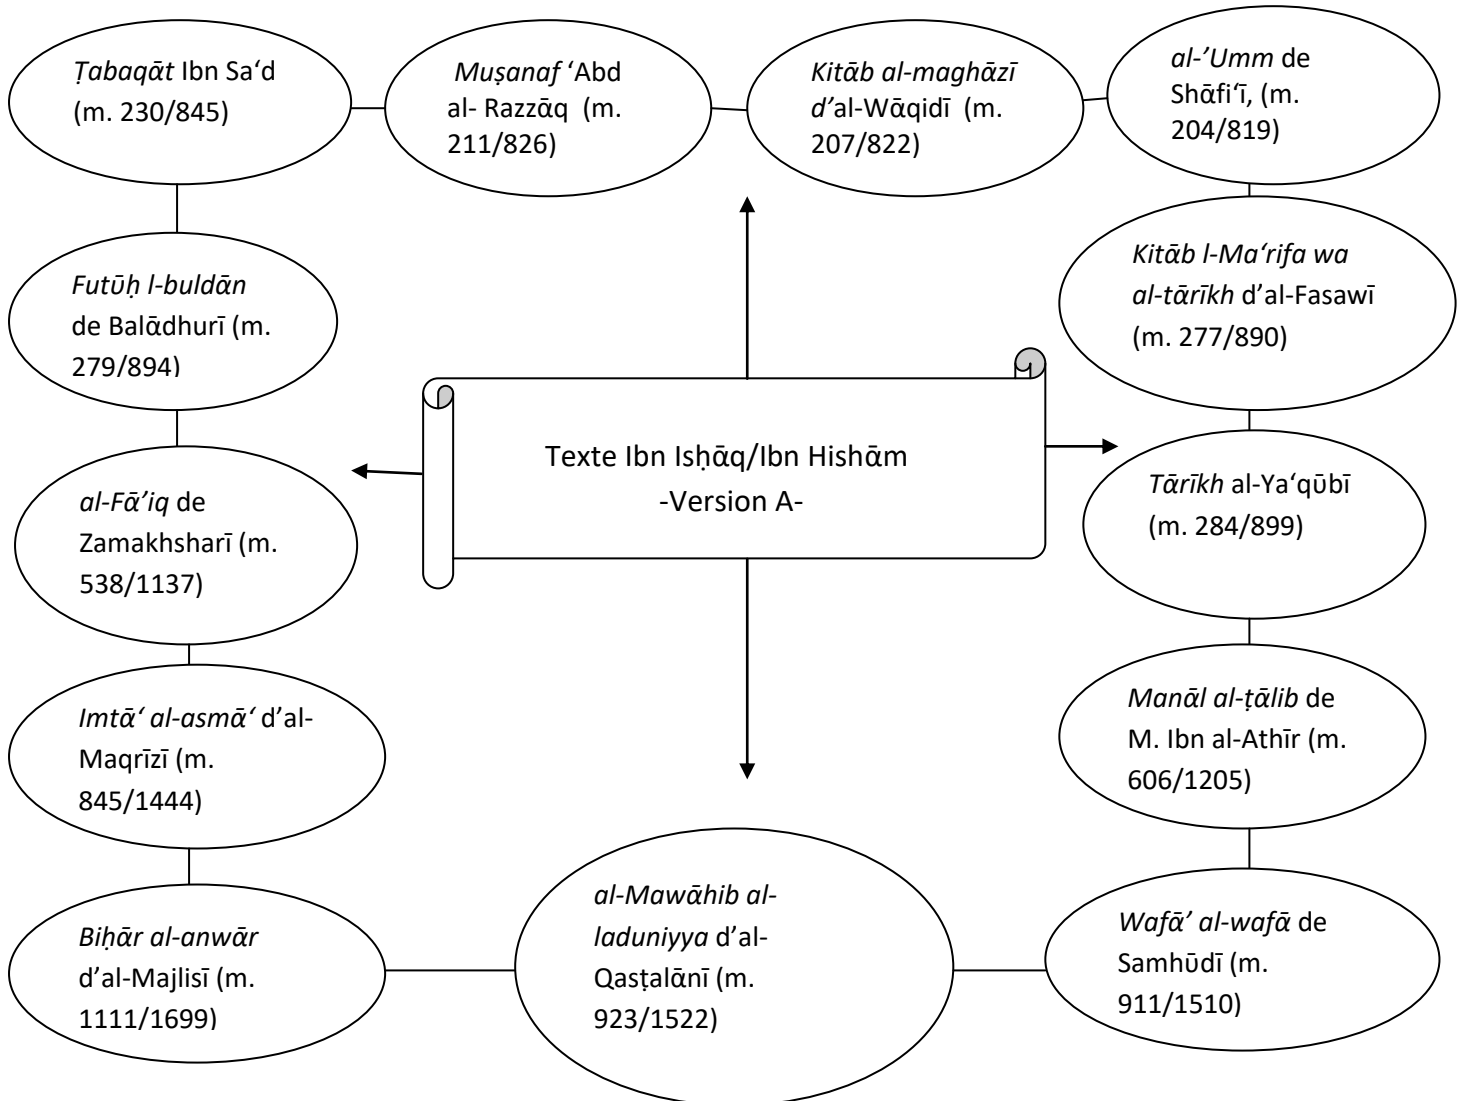 Ṭabaqāt Ibn Sa‘d
(m. 230/845)
Muṣanaf ‘Abd
al- Razzāq (m.
211/826)
Kitāb al-maghāzī
d’al-Wāqidī (m.
207/822)
al-’Umm de
Shāfi‘ī, (m.
204/819)
Futūḥ l-buldān
de Balādhurī (m.
279/894)
Kitāb l-Ma‘rifa wa
al-tārīkh d’al-Fasawī
(m. 277/890)
Texte Ibn Isḥāq/Ibn Hishām
-Version A-
al-Fā’iq de
Zamakhsharī (m.
538/1137)
Tārīkh al-Ya‘qūbī
(m. 284/899)
Imtā‘ al-asmā‘ d’al-
Maqrīzī (m.
845/1444)
Manāl al-ṭālib de
M. Ibn al-Athīr (m.
606/1205)
Biḥār al-anwār
d’al-Majlisī (m.
1111/1699)
al-Mawāhib al-
laduniyya d’al-
Qasṭalānī (m.
923/1522)
Wafā’ al-wafā de
Samhūdī (m.
911/1510)